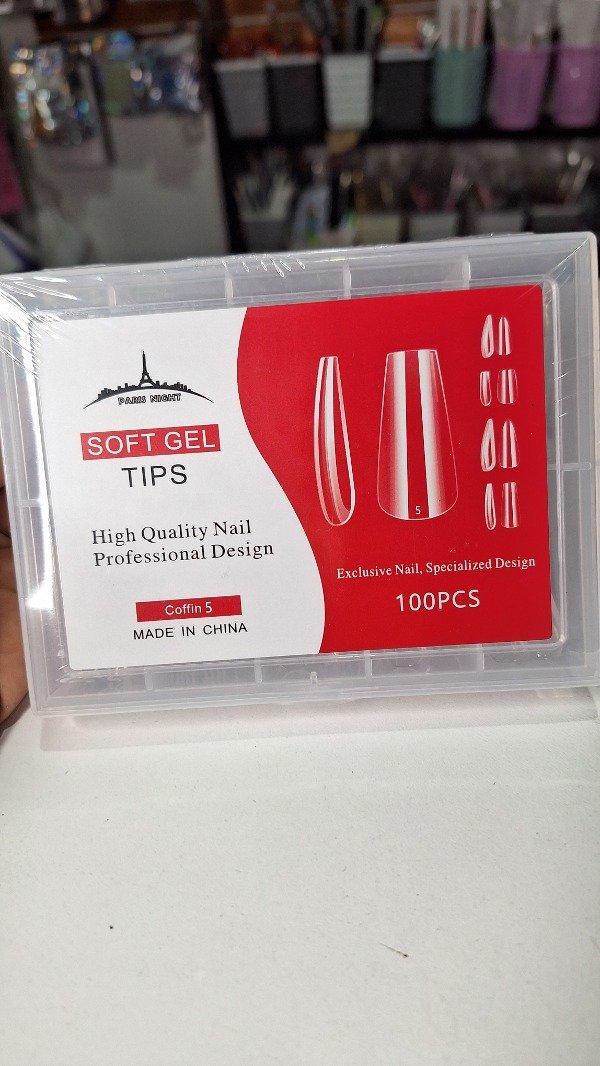 PARIS NIGHT
SOFT GEL
TIPS
High Quality Nail
Professional Design
Coffin 5
MADE IN CHINA
5
Exclusive Nail, Specialized Design
100PCS